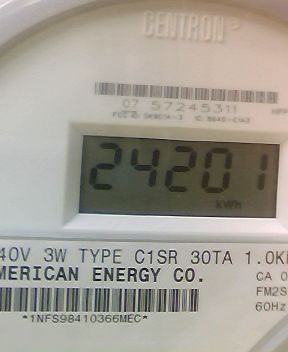 CENTRON®
07 57245311
24201
kWh
40V 3W TYPE C1SR 30TA 1.0K
MERICAN ENERGY CO.
CA 0
FM2S
60Hz
*1NFS98410366MEC*